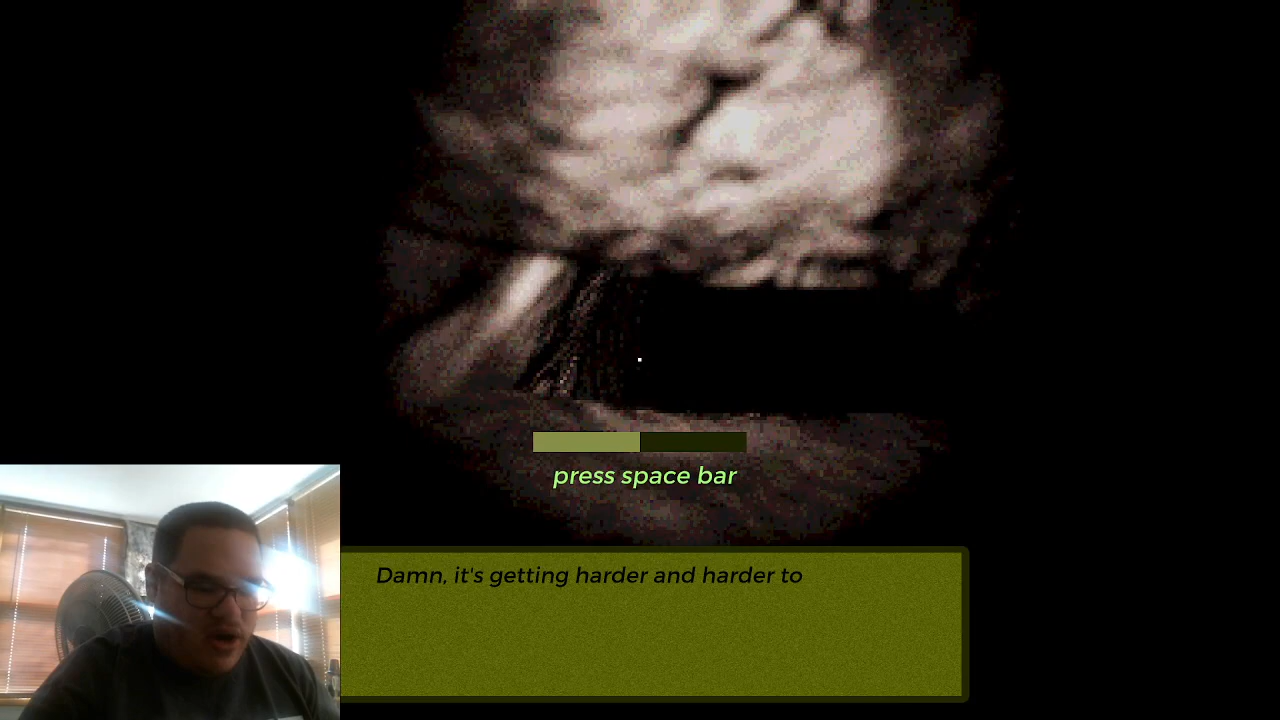 press space bar
Damn, it's getting harder and harder to